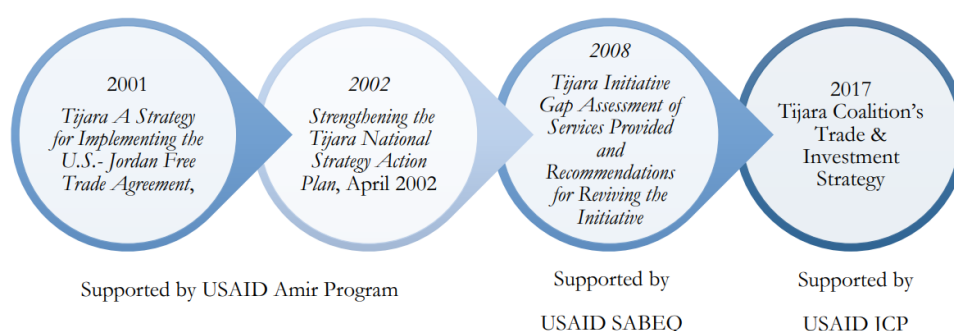 2001
Tijara A Strategy
for Implementing the
U.S.- Jordan Free
Trade Agreement,
2002
Strengthening the
Tijara National
Strategy Action
Plan, April 2002
2008
Tijara Initiative
Gap Assessment of
Services Provided
and
Recommendations
for Reviving the
Initiative
2017
Tijara Coalition's
Trade &
Investment
Strategy
Supported by USAID Amir Program
Supported by
USAID SABEQ
Supported by
USAID JCP